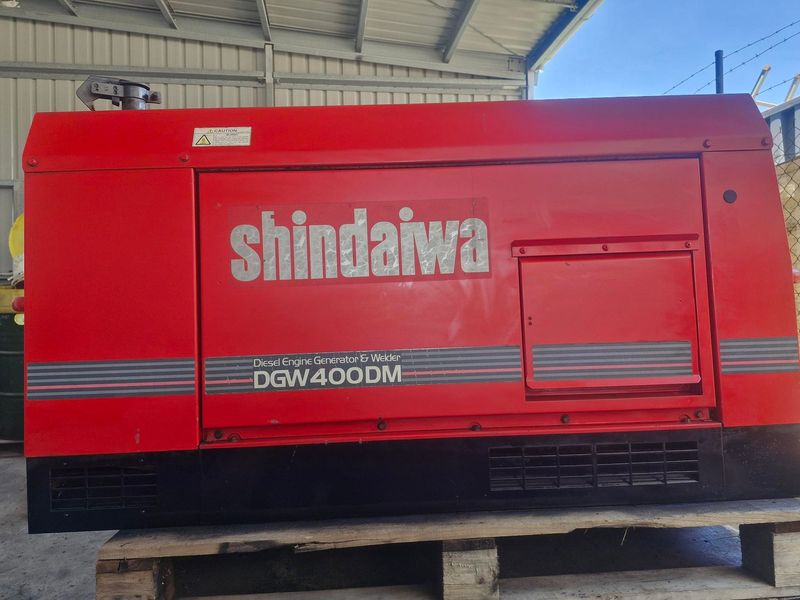 CAUTION
shindaiwa
Diesel Engine Generator & Welder
DGW400DM